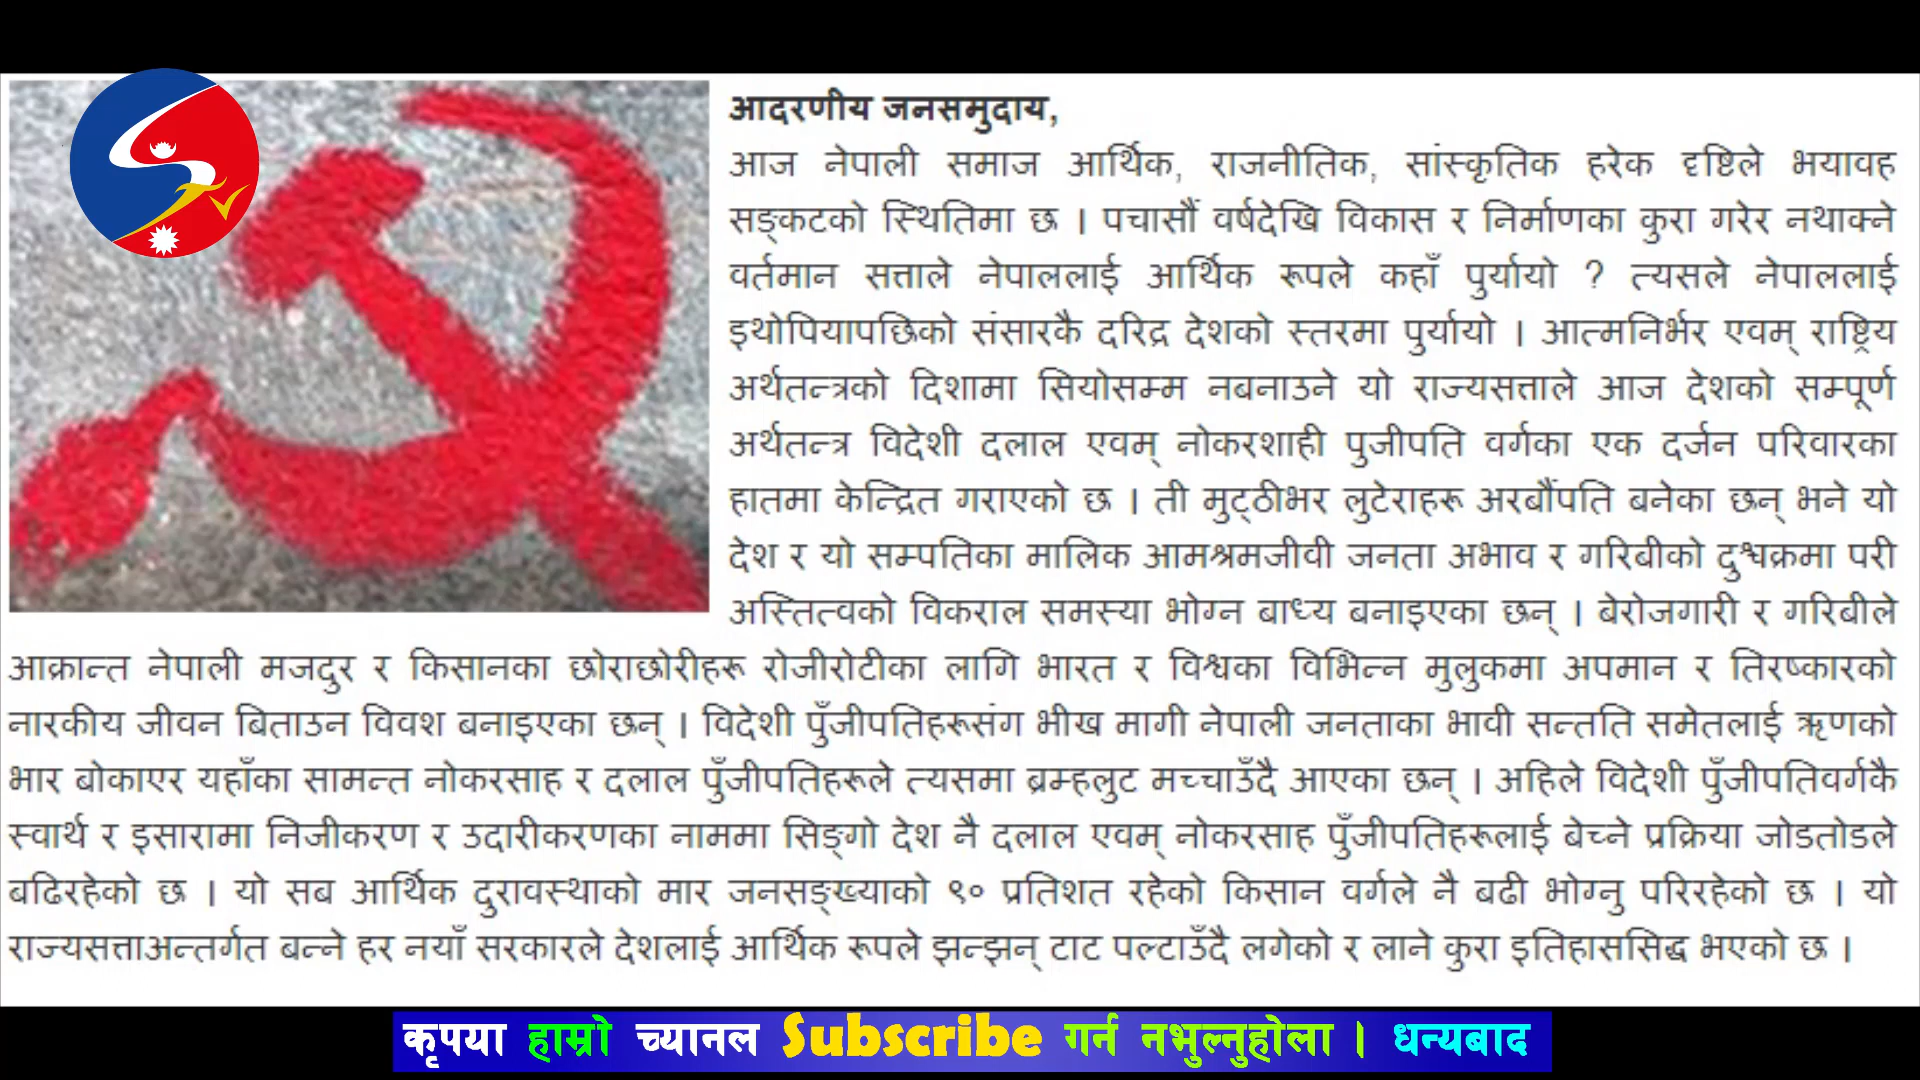 आदरणीय जनसमुदाय,
आज नेपाली समाज आर्थिक, राजनीतिक, सांस्कृतिक हरेक दृष्टिले भयावह
सङ्कटको स्थितिमा छ । पचासौं वर्षदेखि विकास र निर्माणका कुरा गरेर नथाक्ने
वर्तमान सत्ताले नेपाललाई आर्थिक रूपले कहाँ पुर्यायो ? त्यसले नेपाललाई
इथोपियापछिको संसारकै दरिद्र देशको स्तरमा पुर्यायो । आत्मनिर्भर एवम् राष्ट्रिय
अर्थतन्त्रको दिशामा सियोसम्म नबनाउने यो राज्यसत्ताले आज देशको सम्पूर्ण
अर्थतन्त्र विदेशी दलाल एवम् नोकरशाही पुजीपति वर्गका एक दर्जन परिवारका
हातमा केन्द्रित गराएको छ । ती मुट्ठीभर लुटेराहरू अरबौंपति बनेका छन् भने यो
देश र यो सम्पतिका मालिक आमश्रमजीवी जनता अभाव र गरिबीको दुश्चक्रमा परी
अस्तित्वको विकराल समस्या भोग्न बाध्य बनाइएका छन् । बेरोजगारी र गरिबीले
आक्रान्त नेपाली मजदुर र किसानका छोराछोरीहरू रोजीरोटीका लागि भारत र विश्वका विभिन्न मुलुकमा अपमान र तिरष्कारको
नारकीय जीवन बिताउन विवश बनाइएका छन् । विदेशी पुँजीपतिहरूसंग भीख मागी नेपाली जनताका भावी सन्तति समेतलाई ऋणको
भार बोकाएर यहाँका सामन्त नोकरसाह र दलाल पुँजीपतिहरूले त्यसमा ब्रम्हलुट मच्चाउँदै आएका छन् । अहिले विदेशी पुँजीपतिवर्गकै
स्वार्थ र इसारामा निजीकरण र उदारीकरणका नाममा सिङ्गो देश नै दलाल एवम् नोकरसाह पुँजीपतिहरूलाई बेच्ने प्रक्रिया जोडतोडले
बढिरहेको छ । यो सब आर्थिक दुरावस्थाको मार जनसङ्ख्याको ९० प्रतिशत रहेको किसान वर्गले नै बढी भोग्नु परिरहेको छ । यो
राज्यसत्ताअन्तर्गत बन्ने हर नयाँ सरकारले देशलाई आर्थिक रूपले झन्झन् टाट पल्टाउँदै लगेको र लाने कुरा इतिहाससिद्ध भएको छ ।
कृपया हाम्रो च्यानल Subscribe गर्न नभुल्नुहोला । धन्यबाद